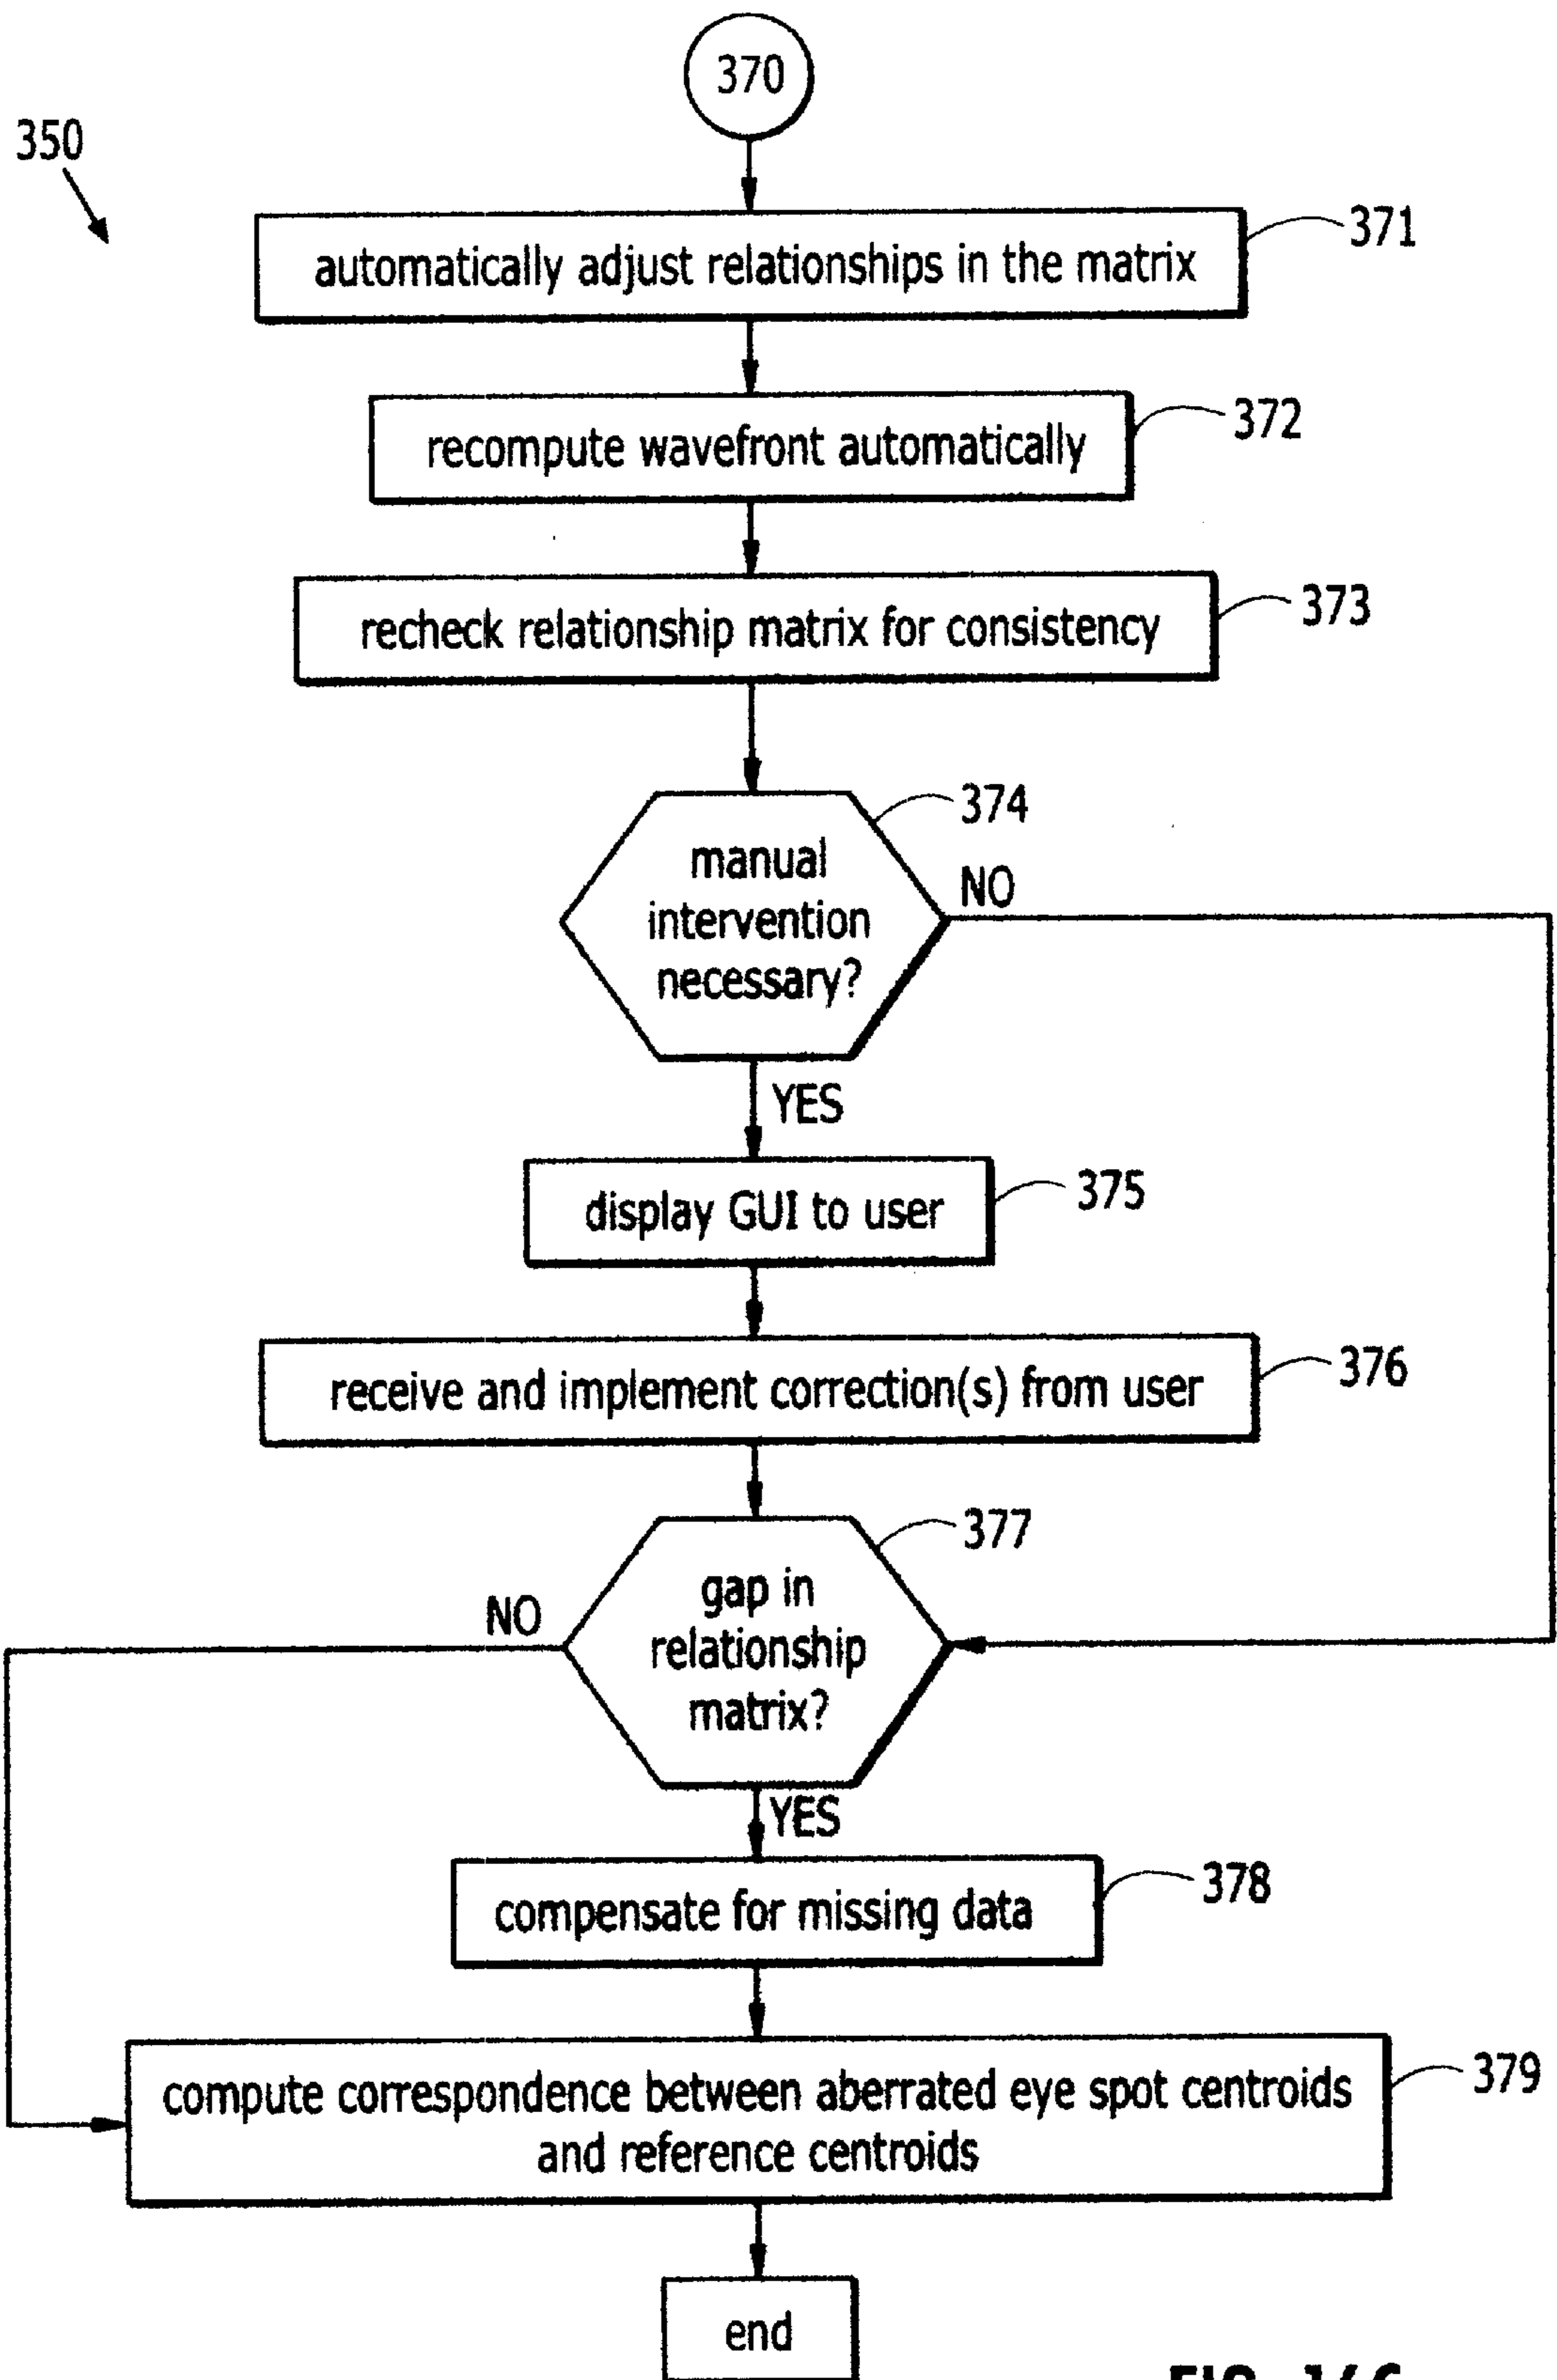 370
350
371
automatically adjust relationships in the matrix
372
recompute wavefront automatically
373
recheck relationship matrix for consistency
374
manual
intervention
necessary?
NO
YES
375
display GUI to user
376
receive and implement correction(s) from user
377
gap in
relationship
matrix?
NO
YES
378
compensate for missing data
379
compute correspondence between aberrated eye spot centroids
and reference centroids
end